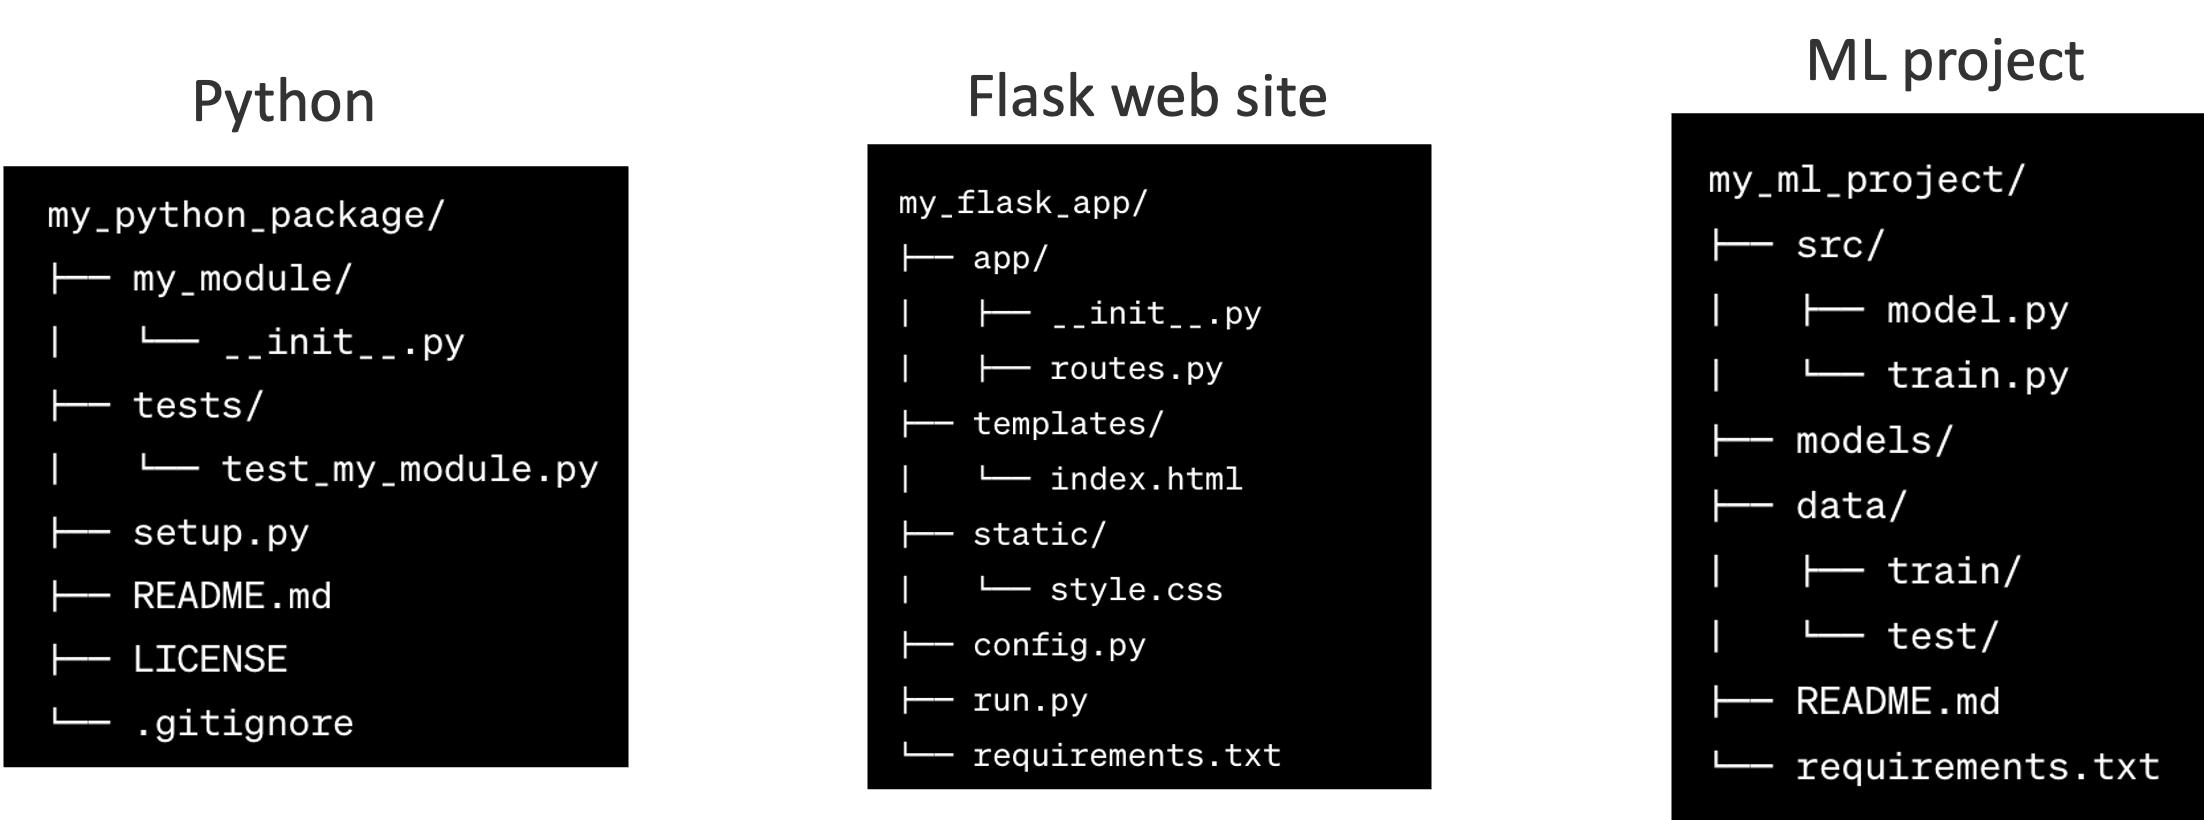 Python
my_python_package/
├── my_module/
│   └── __init__.py
├── tests/
│   └── test_my_module.py
├── setup.py
├── README.md
├── LICENSE
└── .gitignore
Flask web site
my_flask_app/
├── app/
│   ├── __init__.py
│   ├── routes.py
├── templates/
│   └── index.html
├── static/
│   └── style.css
├── config.py
├── run.py
└── requirements.txt
ML project
my_ml_project/
├── src/
│   ├── model.py
│   └── train.py
├── models/
├── data/
│   ├── train/
│   └── test/
├── README.md
└── requirements.txt